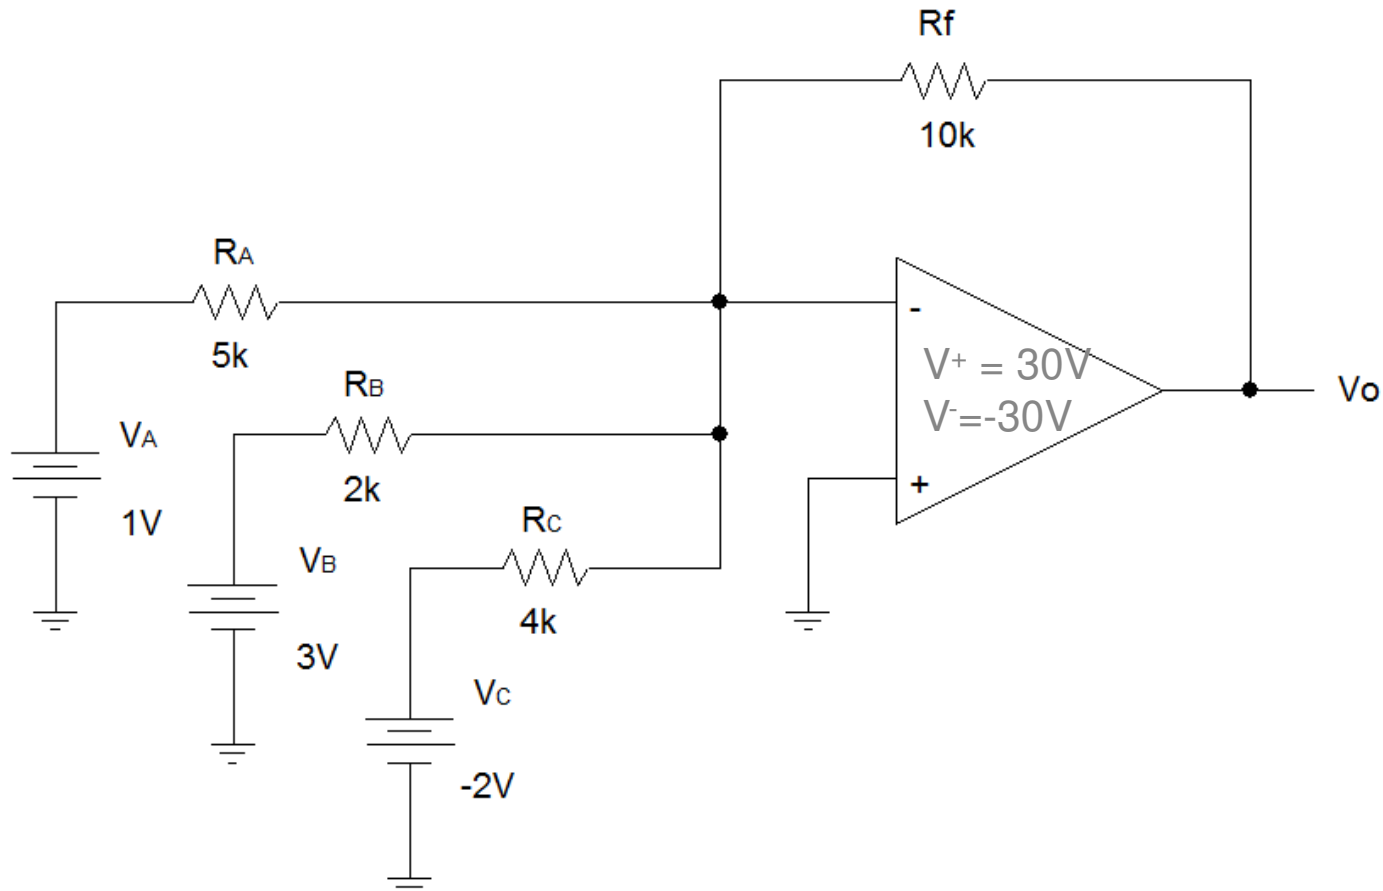 Rf
10k
RA
5k
RB
VA
2k
1V
RC
VB
4k
3V
VC
-2V
-
V+ = 30V
V-=-30V
+
Vo